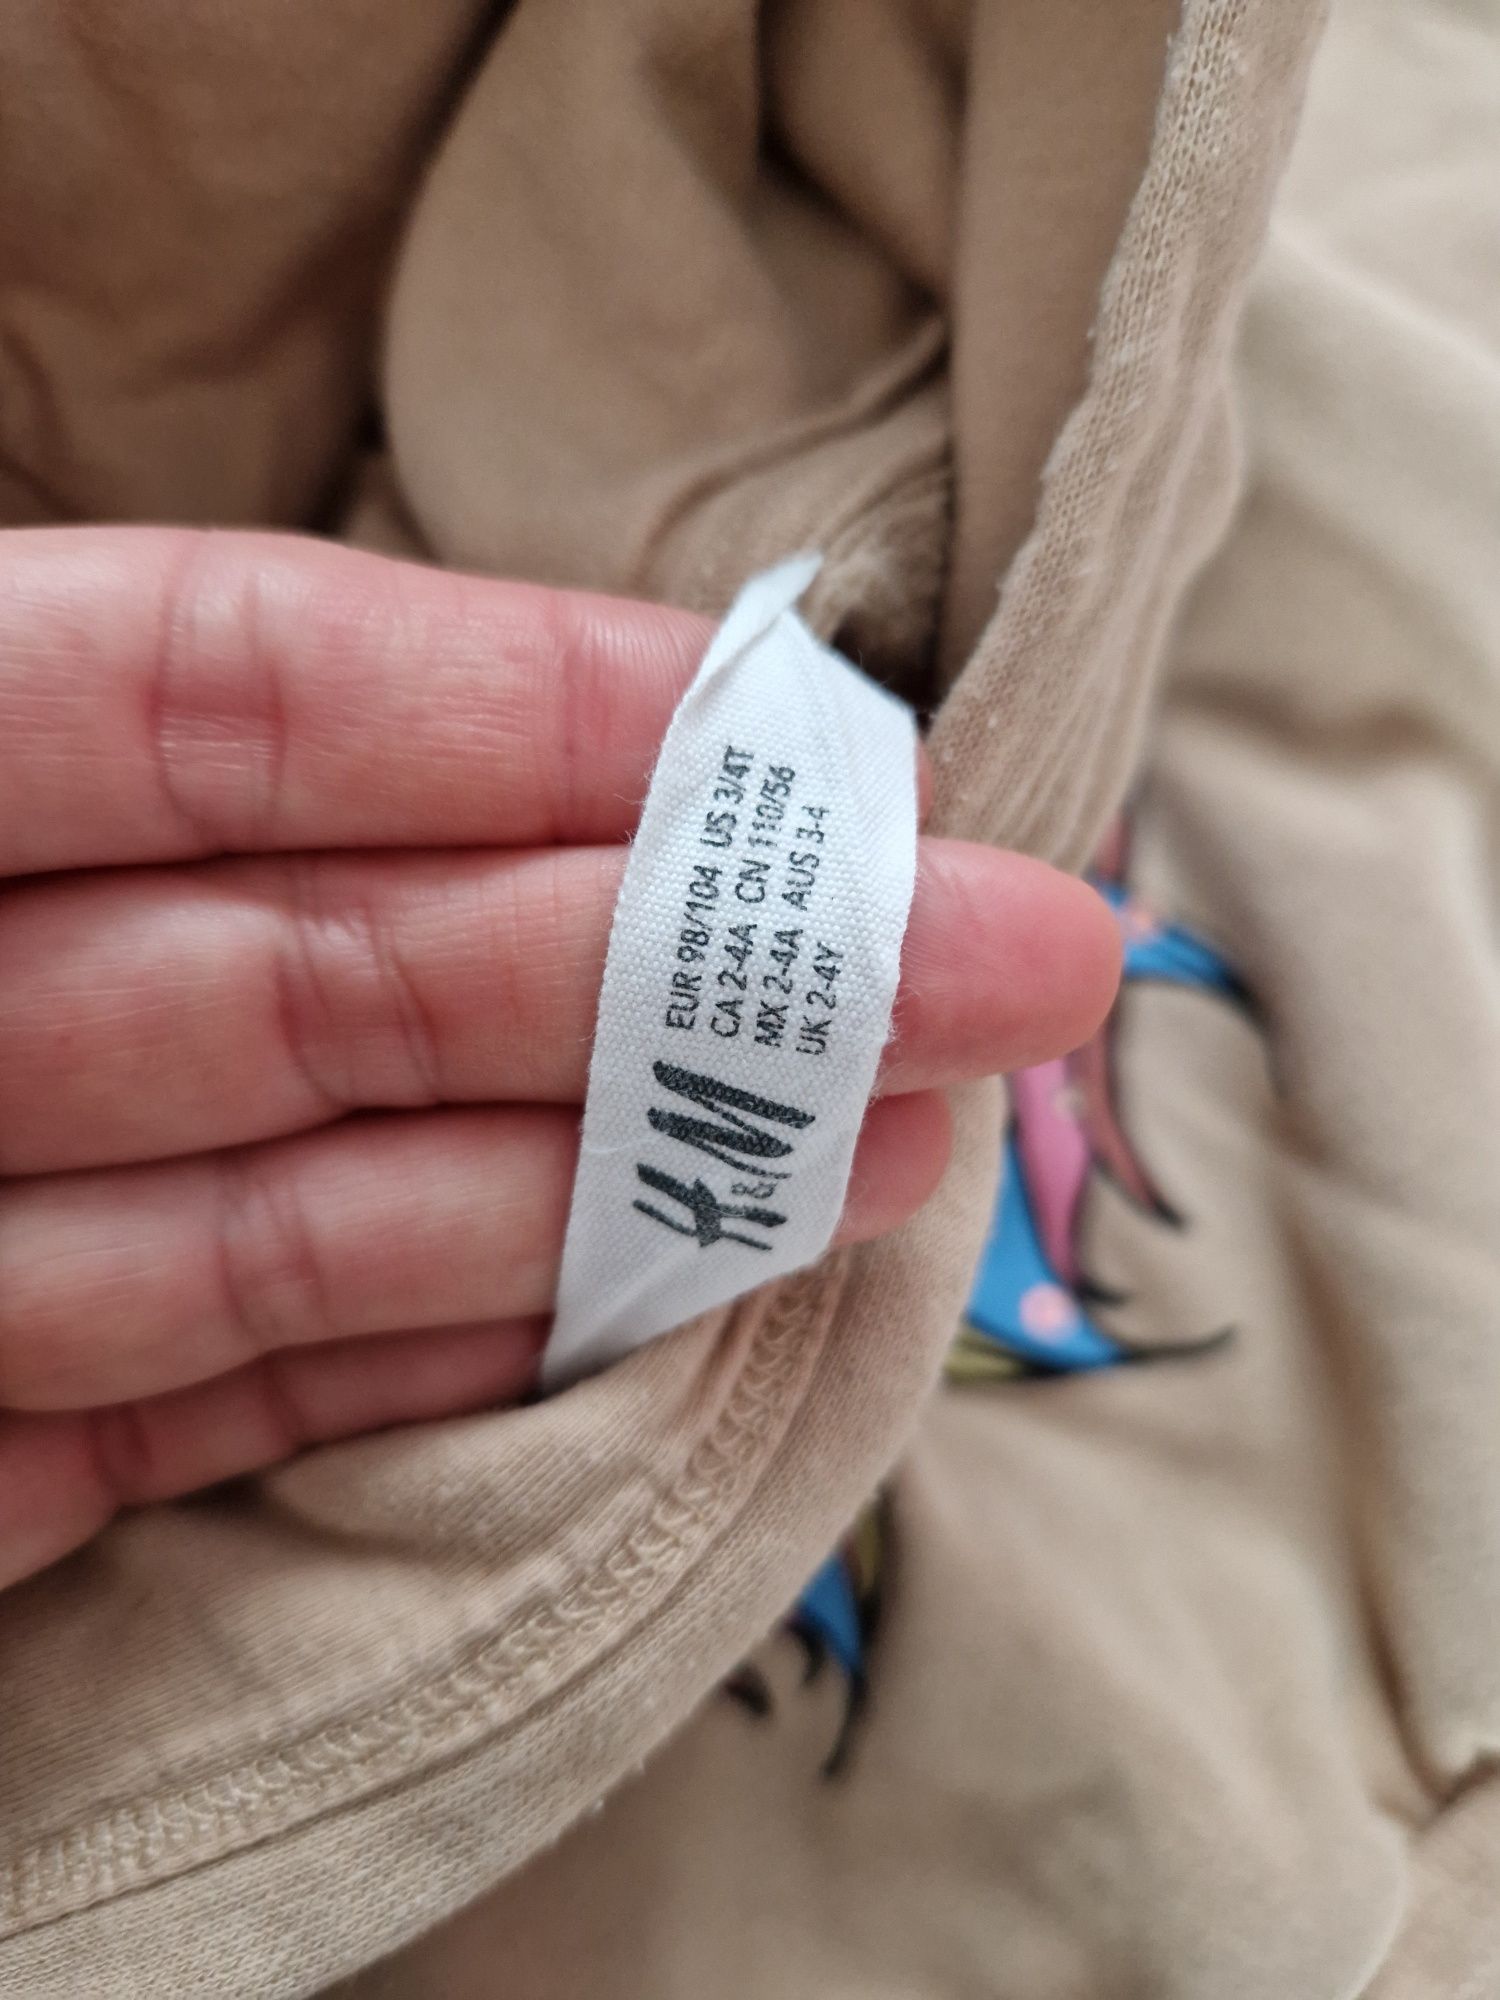 H&M
EUR 98/104 US 3/4T
CA 2-4A CN 110/56
MX 2-4A AUS 3-4
UK 2-4Y